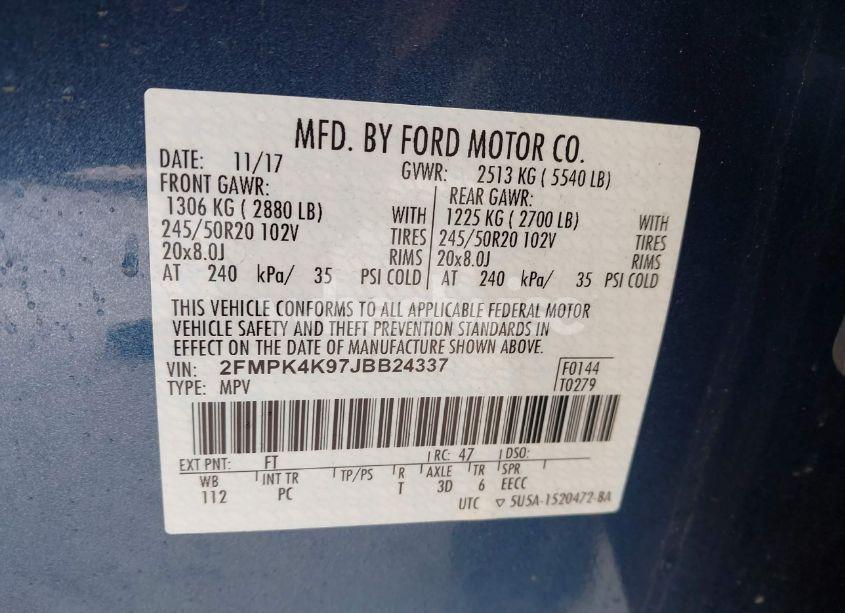 MFD. BY FORD MOTOR CO.
DATE: 11/17 GVWR: 2513 KG ( 5540 LB)
FRONT GAWR: REAR GAWR:
1306 KG ( 2880 LB) WITH 1225 KG ( 2700 LB) WITH
245/50R20 102V TIRES 245/50R20 102V TIRES
20x8.0J RIMS 20x8.0J RIMS
AT 240 kPa/ 35 PSI COLD AT 240 kPa/ 35 PSI COLD
THIS VEHICLE CONFORMS TO ALL APPLICABLE FEDERAL MOTOR
VEHICLE SAFETY AND THEFT PREVENTION STANDARDS IN
EFFECT ON THE DATE OF MANUFACTURE SHOWN ABOVE.
VIN: 2FMPK4K97JBB24337 F0144
TYPE: MPV T0279
EXT PNT: FT RC: 47 DSO:
WB INT TR TP/PS R AXLE TR SPR
112 PC T 3D 6 EECC
UTC ▽ 5U5A-1520472-BA